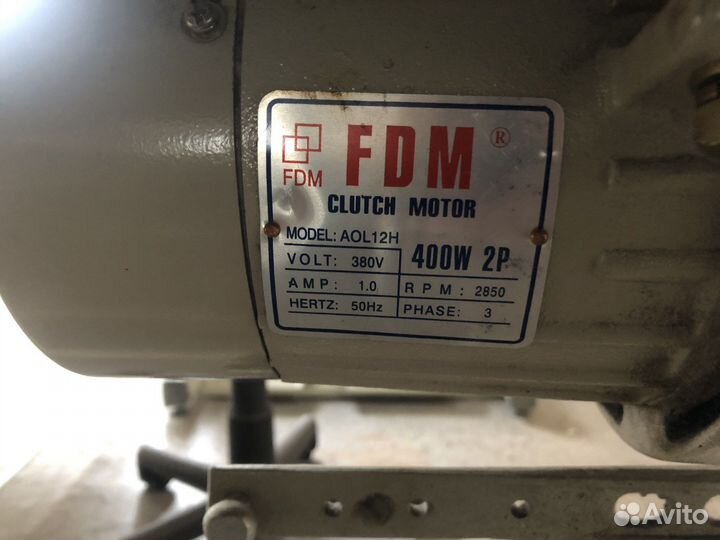 FDM FDM ®
CLUTCH MOTOR
MODEL: AOL12H
VOLT: 380V 400W 2P
AMP: 1.0 RPM: 2850
HERTZ: 50Hz PHASE: 3
Avito